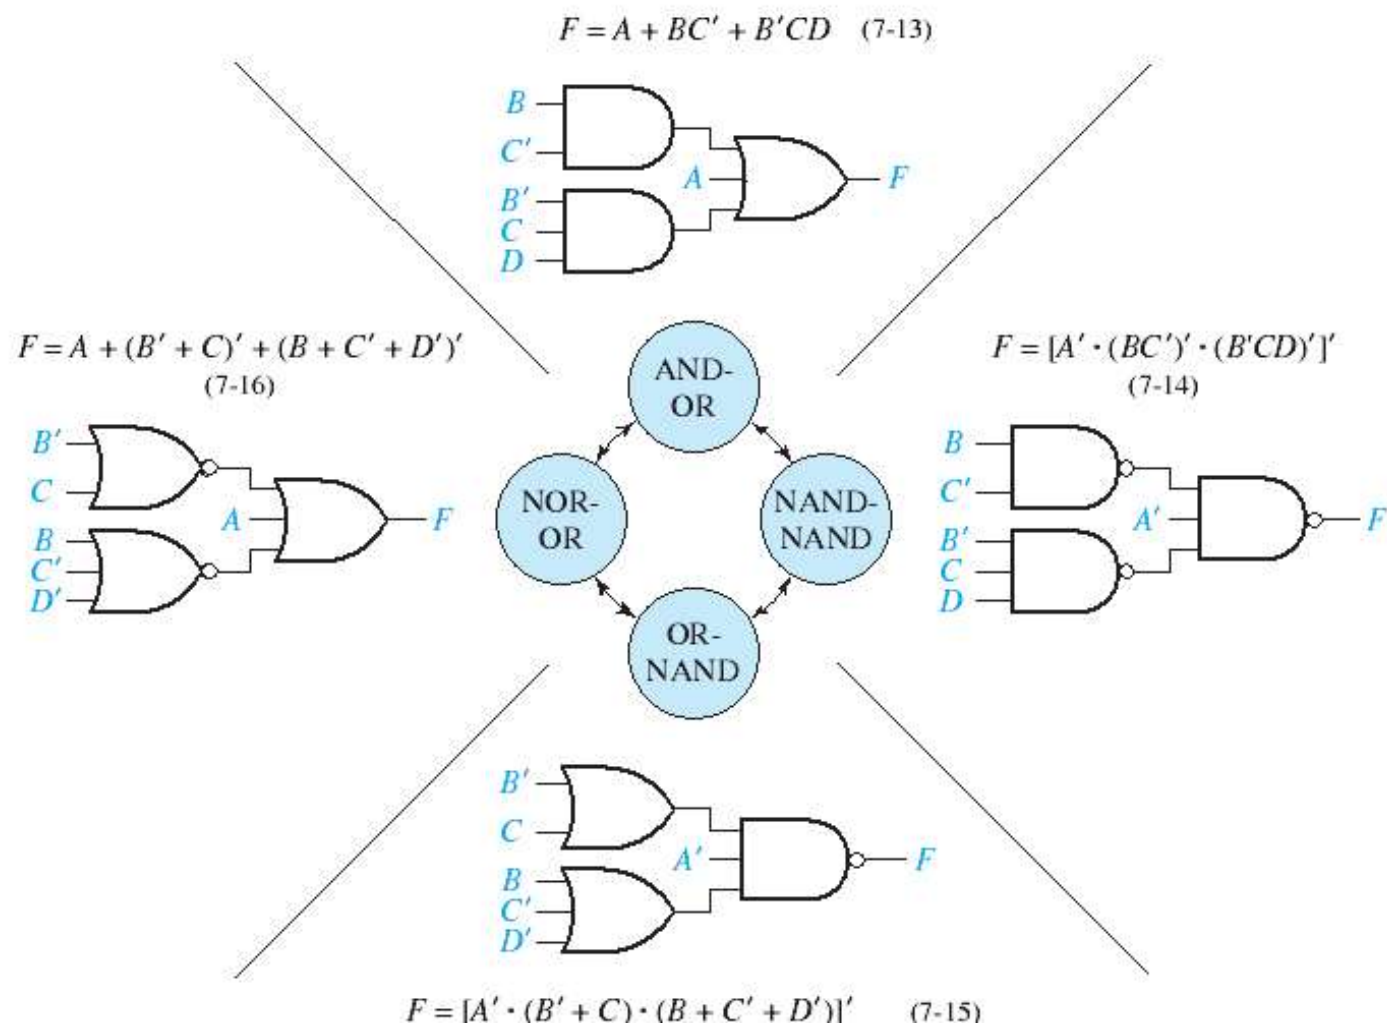 F = A + BC′ + B′CD (7-13)
B
C′
A
F
B′
C
D
F = A + (B′ + C)′ + (B + C′ + D′)′
(7-16)
B′
C
A
F
B
C′
D′
AND-
OR
NOR-
OR
NAND-
NAND
OR-
NAND
F = [A′ · (BC′)′ · (B′CD)′]′
(7-14)
B
C′
A′
F
B′
C
D
B′
C
A′
F
B
C′
D′
F = [A′ · (B′ + C) · (B + C′ + D′)]′ (7-15)